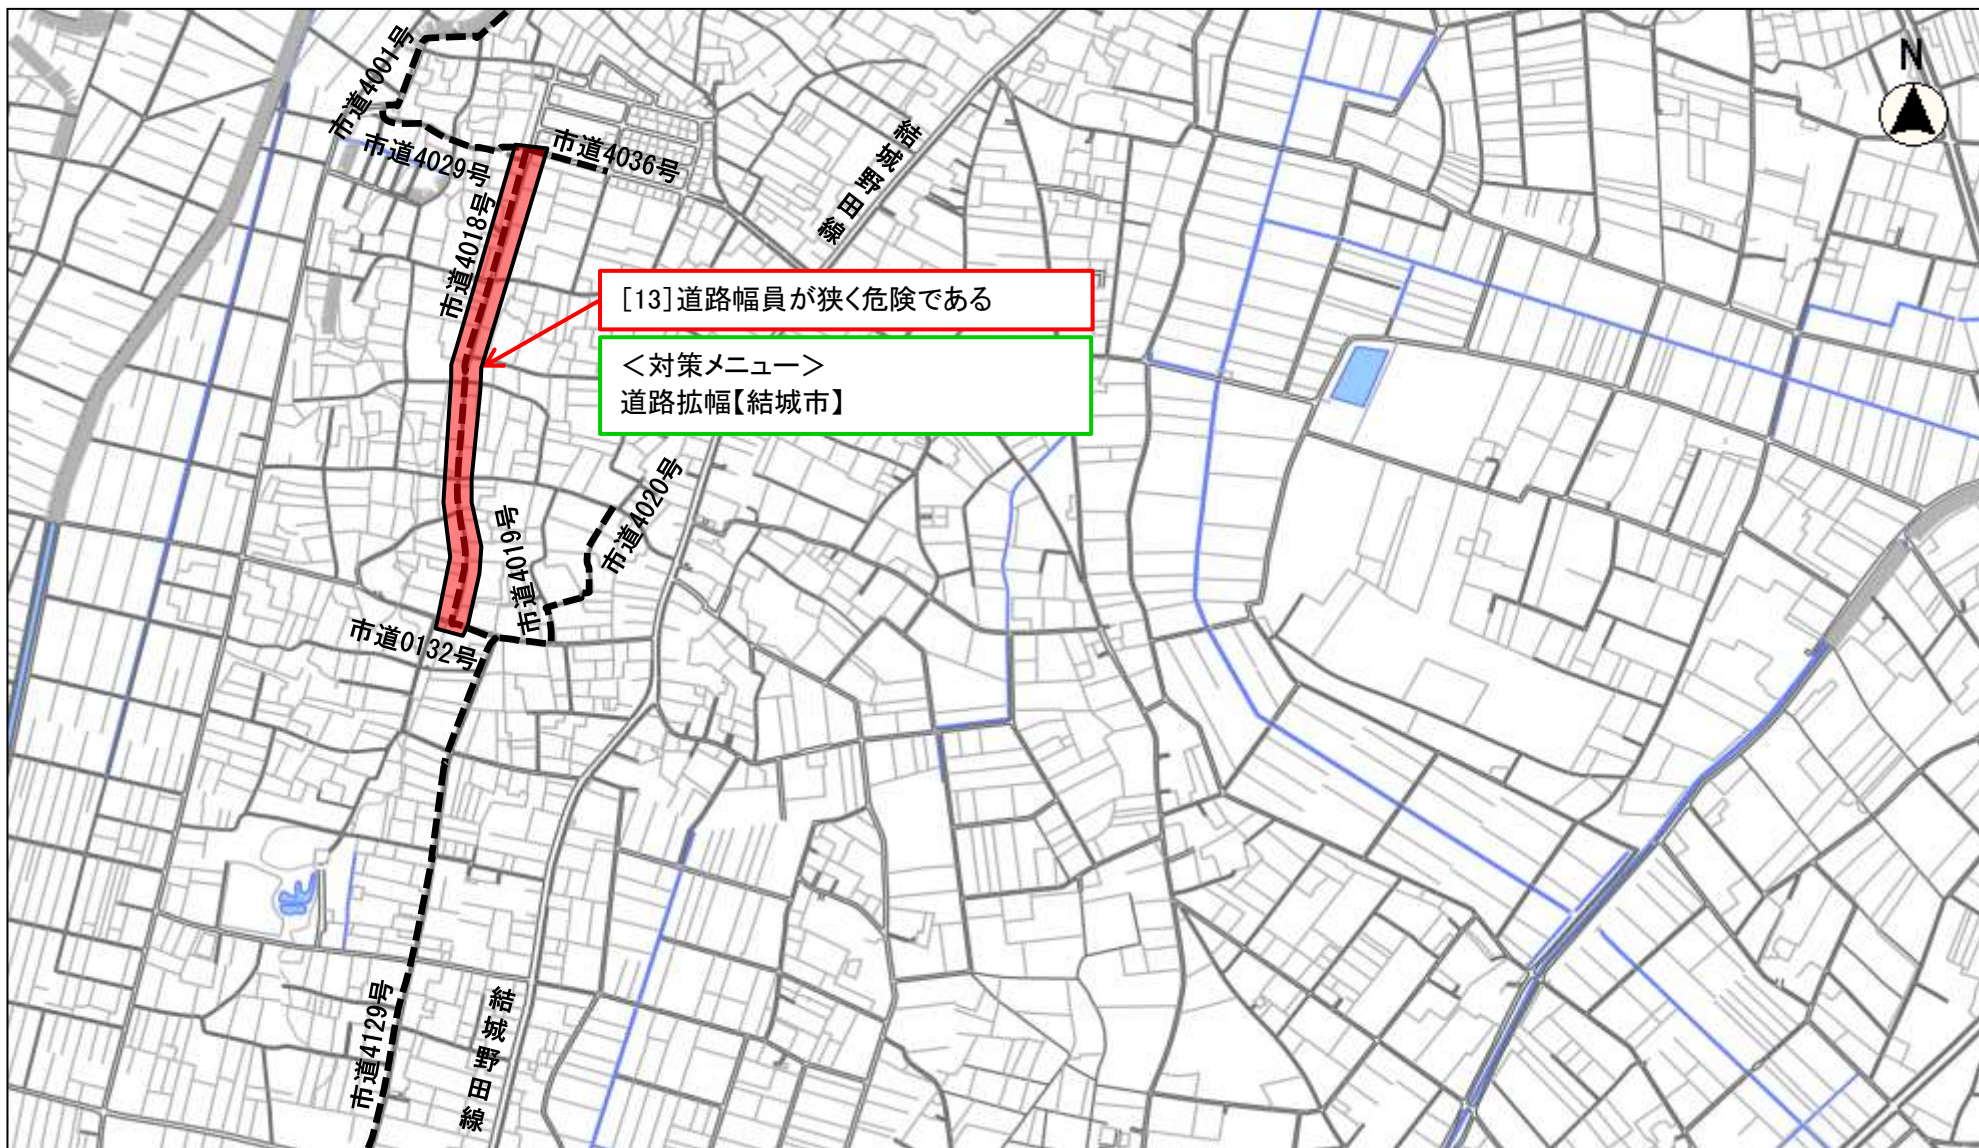 N
市道4001号
市道4029号
市道4036号
結城野田線
市道4018号
[13]道路幅員が狭く危険である
＜対策メニュー＞
道路拡幅【結城市】
市道4020号
市道4019号
市道0132号
市道4129号
結城野田線